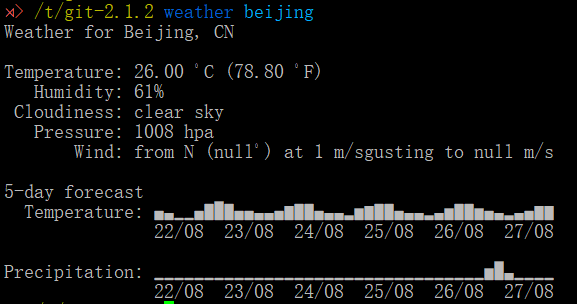 ⋊> /t/git-2.1.2 weather beijing
Weather for Beijing, CN
Temperature: 26.00 °C (78.80 °F)
Humidity: 61%
Cloudiness: clear sky
Pressure: 1008 hpa
Wind: from N (null°) at 1 m/sgusting to null m/s
5-day forecast
Temperature:
22/08 23/08 24/08 25/08 26/08 27/08
Precipitation:
22/08 23/08 24/08 25/08 26/08 27/08